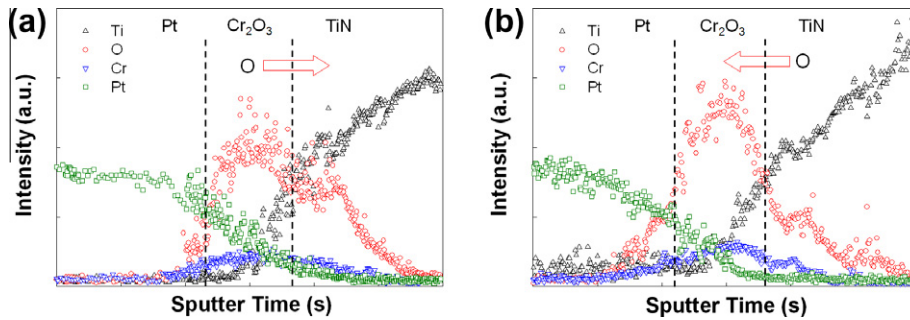 (a)
Pt Cr₂O₃ TiN
Ti
O
Cr
Pt
O
Intensity (a.u.)
Sputter Time (s)
(b)
Pt Cr₂O₃ TiN
Ti
O
Cr
Pt
O
Intensity (a.u.)
Sputter Time (s)